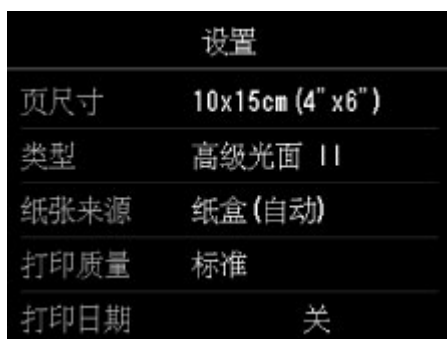 设置
页尺寸 10x15cm(4"x6")
类型 高级光面 II
纸张来源 纸盒(自动)
打印质量 标准
打印日期 关